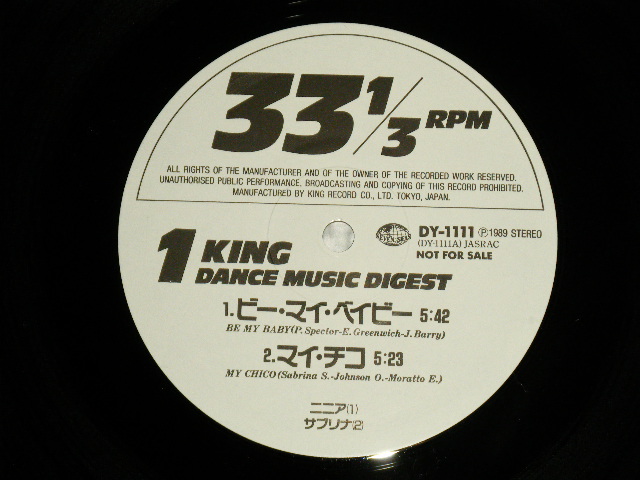 33 1/3 RPM
ALL RIGHTS OF THE MANUFACTURER AND OF THE OWNER OF THE RECORDED WORK RESERVED.
UNAUTHORISED PUBLIC PERFORMANCE, BROADCASTING AND COPYING OF THIS RECORD PROHIBITED.
MANUFACTURED BY KING RECORD CO., LTD. TOKYO, JAPAN.
SEVEN SEAS
DY-1111 Ⓟ1989 STEREO
(DY-1111A) JASRAC
NOT FOR SALE
1 KING
DANCE MUSIC DIGEST
1.ビー・マイ・ベイビー 5:42
BE MY BABY(P. Spector-E. Greenwich-J. Barry)
2.マイ・チコ 5:23
MY CHICO(Sabrina S.-Johnson O.-Moratto E.)
ニニア(1)
サブリナ(2)